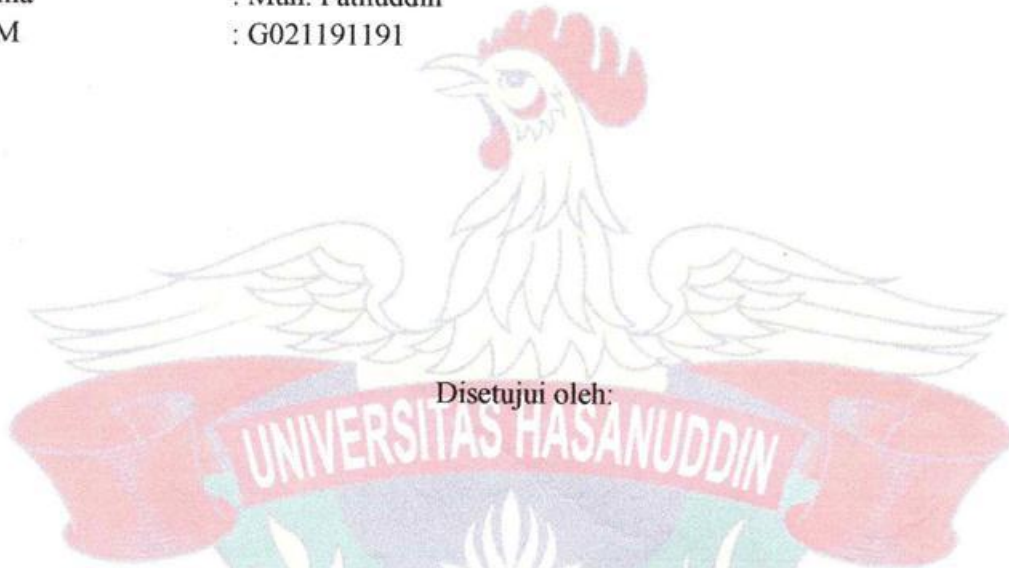 : Muh. Fathuddin
M : G021191191
Disetujui oleh:
UNIVERSITAS HASANUDDIN